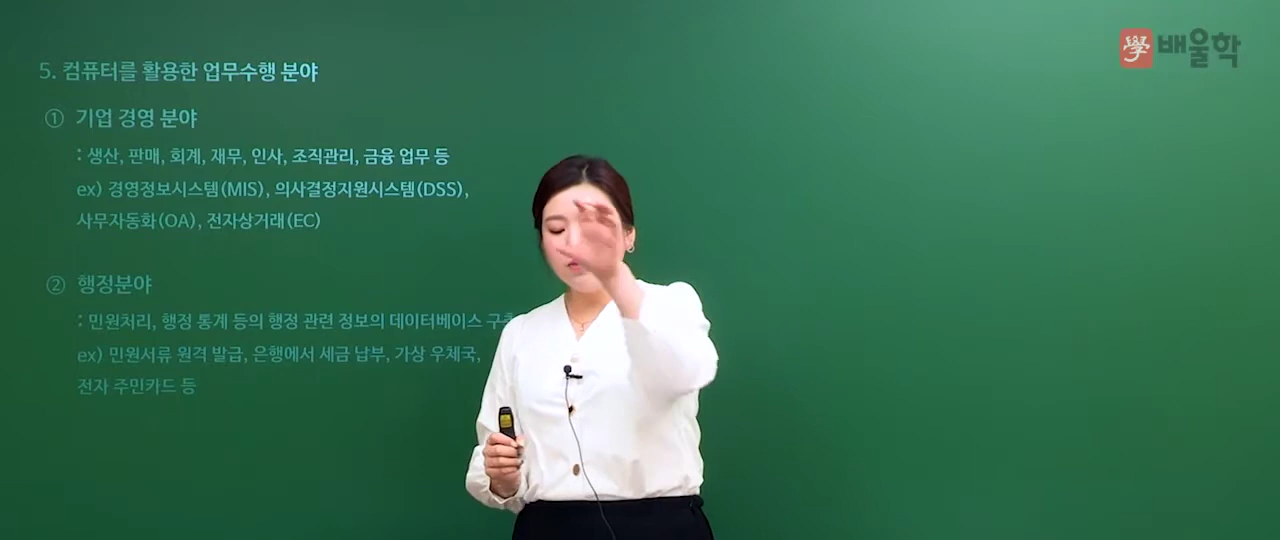 學 배울학
5. 컴퓨터를 활용한 업무수행 분야
① 기업 경영 분야
: 생산, 판매, 회계, 재무, 인사, 조직관리, 금융 업무 등
ex) 경영정보시스템(MIS), 의사결정지원시스템(DSS),
사무자동화(OA), 전자상거래(EC)
② 행정분야
: 민원처리, 행정 통계 등의 행정 관련 정보의 데이터베이스
ex) 민원서류 원격 발급, 은행에서 세금 납부, 가상 우체국,
전자 주민카드 등